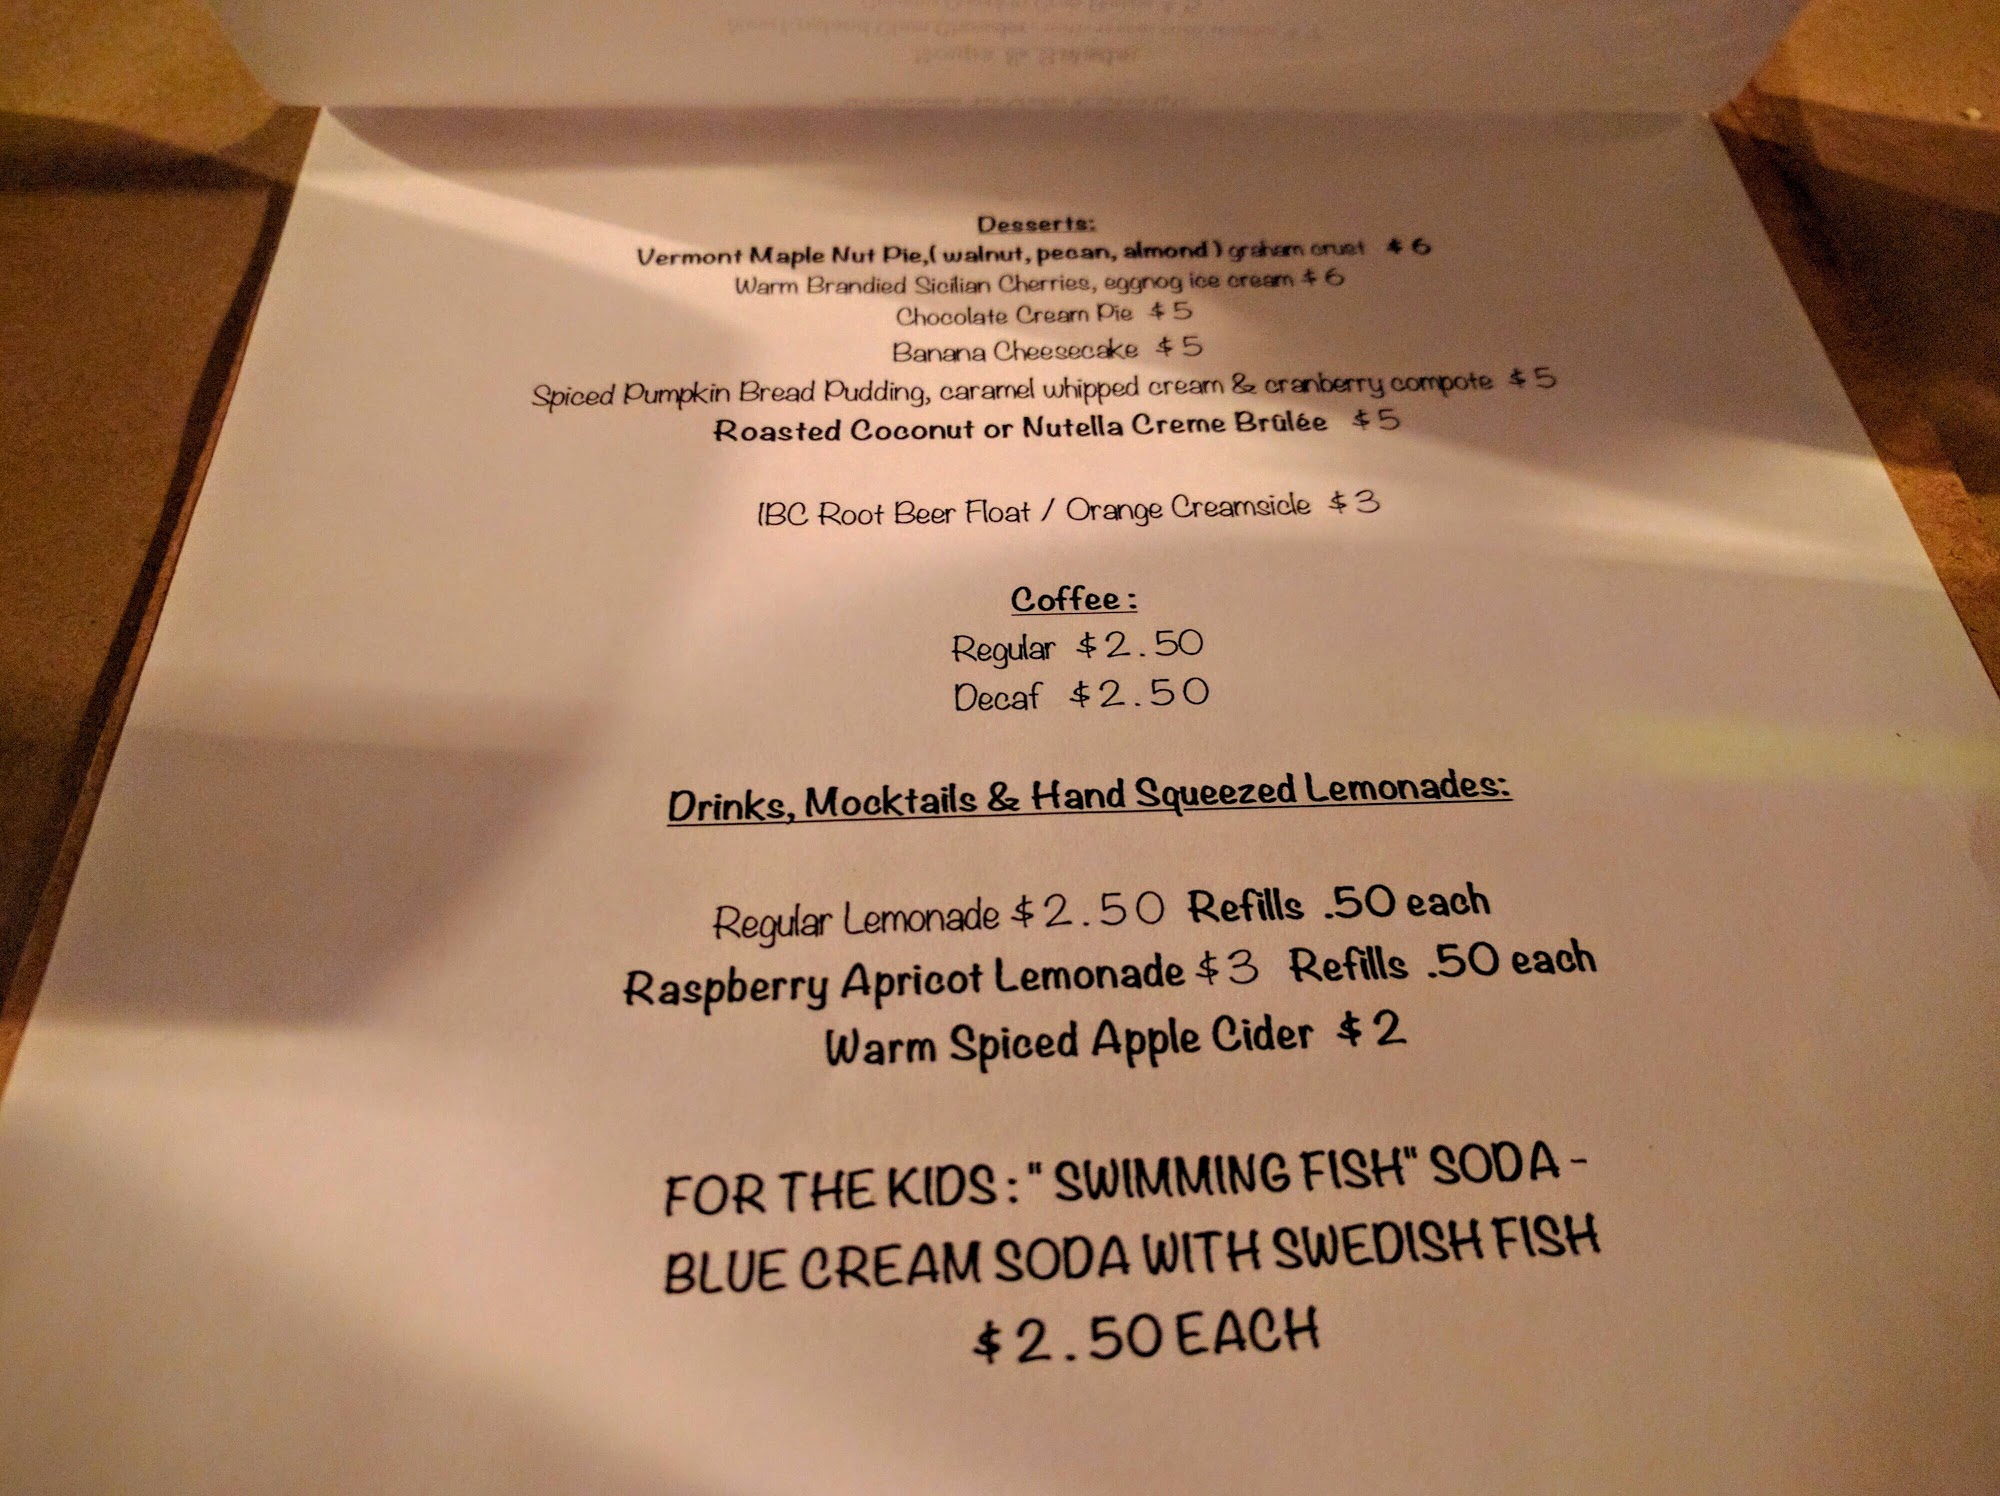 Desserts:
Vermont Maple Nut Pie,( walnut, pecan, almond ) graham crust $ 6
Warm Brandied Sicilian Cherries, eggnog ice cream $ 6
Chocolate Cream Pie $ 5
Banana Cheesecake $ 5
Spiced Pumpkin Bread Pudding, caramel whipped cream & cranberry compote $ 5
Roasted Coconut or Nutella Creme Brûlée $ 5
IBC Root Beer Float / Orange Creamsicle $ 3
Coffee :
Regular $ 2 . 50
Decaf $ 2 . 50
Drinks, Mocktails & Hand Squeezed Lemonades:
Regular Lemonade $ 2 . 50 Refills .50 each
Raspberry Apricot Lemonade $ 3 Refills .50 each
Warm Spiced Apple Cider $ 2
FOR THE KIDS : " SWIMMING FISH" SODA -
BLUE CREAM SODA WITH SWEDISH FISH
$ 2 . 50 EACH